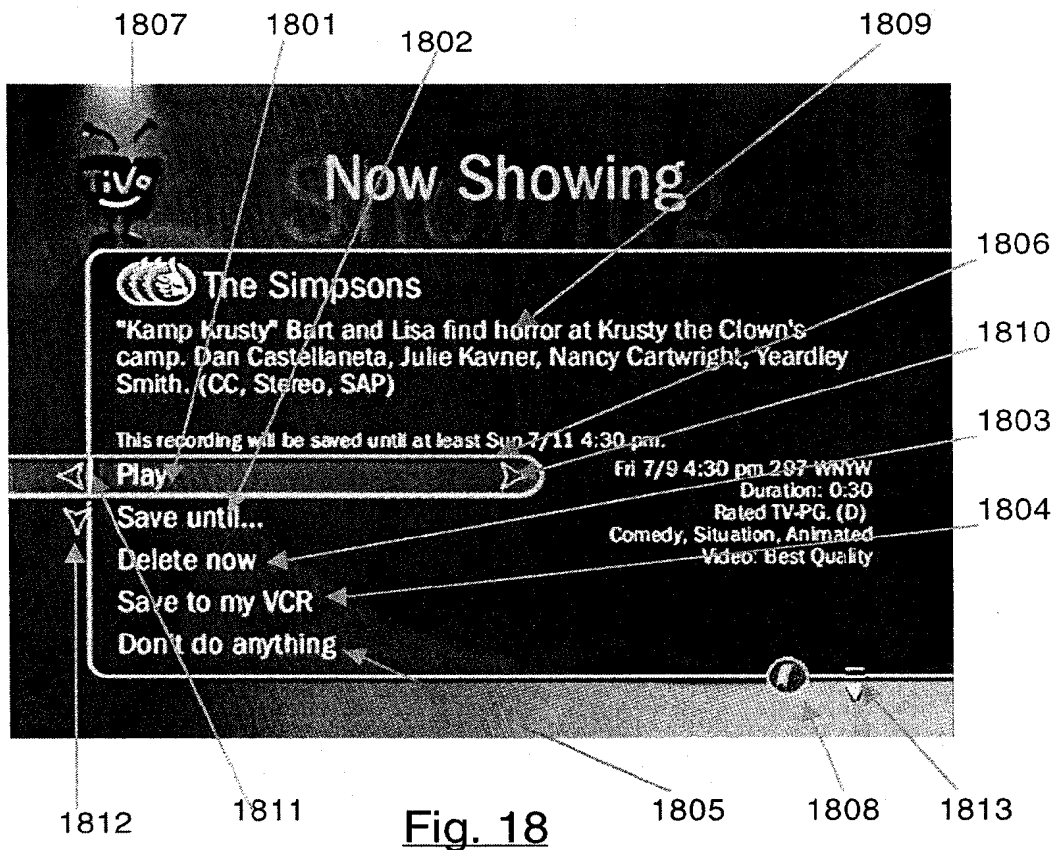 1807 1801 1802 1809
TiVo
Now Showing
The Simpsons
"Kamp Krusty" Bart and Lisa find horror at Krusty the Clown's
camp. Dan Castellaneta, Julie Kavner, Nancy Cartwright, Yeardley
Smith. (CC, Stereo, SAP)
1806
1810
This recording will be saved until at least Sun 7/11 4:30 pm.
1803
Play
Fri 7/9 4:30 pm 297 WNYW
Duration: 0:30
Save until...
Rated TV-PG. (D)
1804
Comedy, Situation, Animated
Delete now
Video: Best Quality
Save to my VCR
Don't do anything
1812 1811 1805 1808 1813
Fig. 18